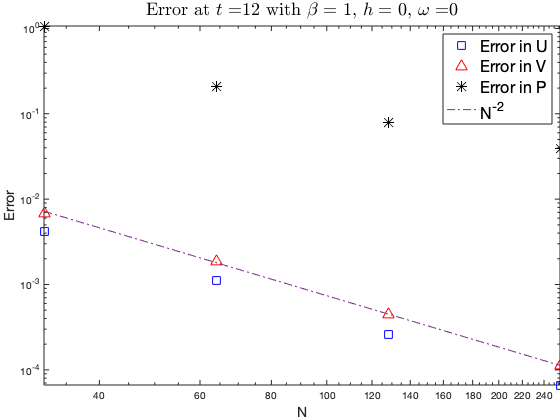 Error at t =12 with β = 1, h = 0, ω =0
Error in U
Error in V
Error in P
N^-2
10^0
10^-1
10^-2
10^-3
10^-4
Error
40 60 80 100 120 140 160 180 200 220 240
N